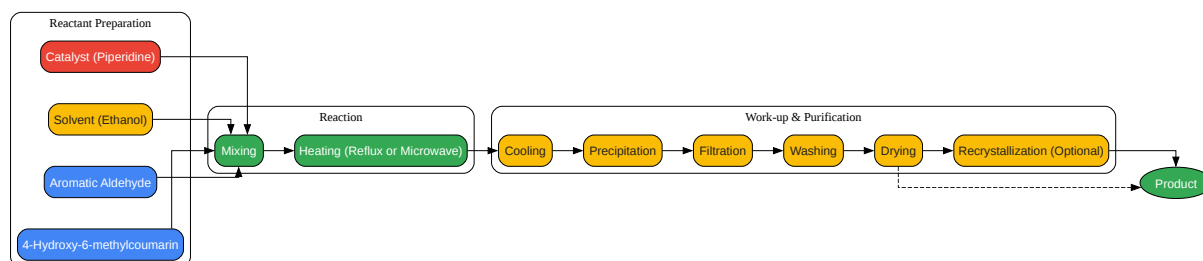 Reactant Preparation
Catalyst (Piperidine)
Solvent (Ethanol)
Aromatic Aldehyde
4-Hydroxy-6-methylcoumarin
Reaction
Mixing
Heating (Reflux or Microwave)
Work-up & Purification
Cooling
Precipitation
Filtration
Washing
Drying
Recrystallization (Optional)
Product